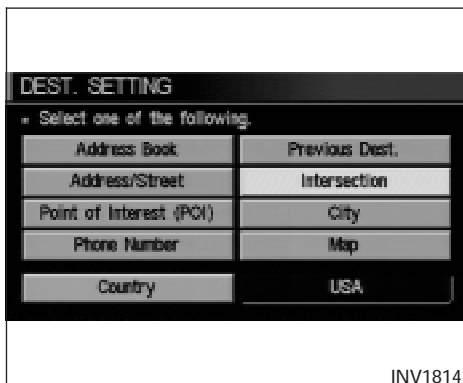 DEST. SETTING
Select one of the following.
Address Book Previous Dest.
Address/Street Intersection
Point of Interest (POI) City
Phone Number Map
Country USA
INV1814